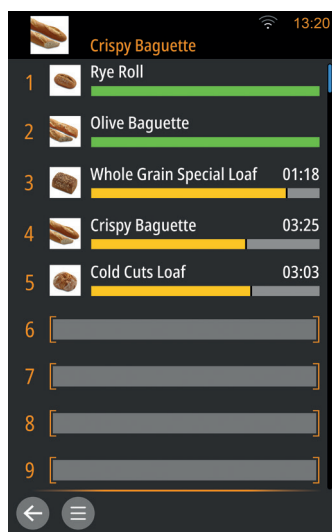 13:20
Crispy Baguette
1 Rye Roll
2 Olive Baguette
3 Whole Grain Special Loaf 01:18
4 Crispy Baguette 03:25
5 Cold Cuts Loaf 03:03
6
7
8
9